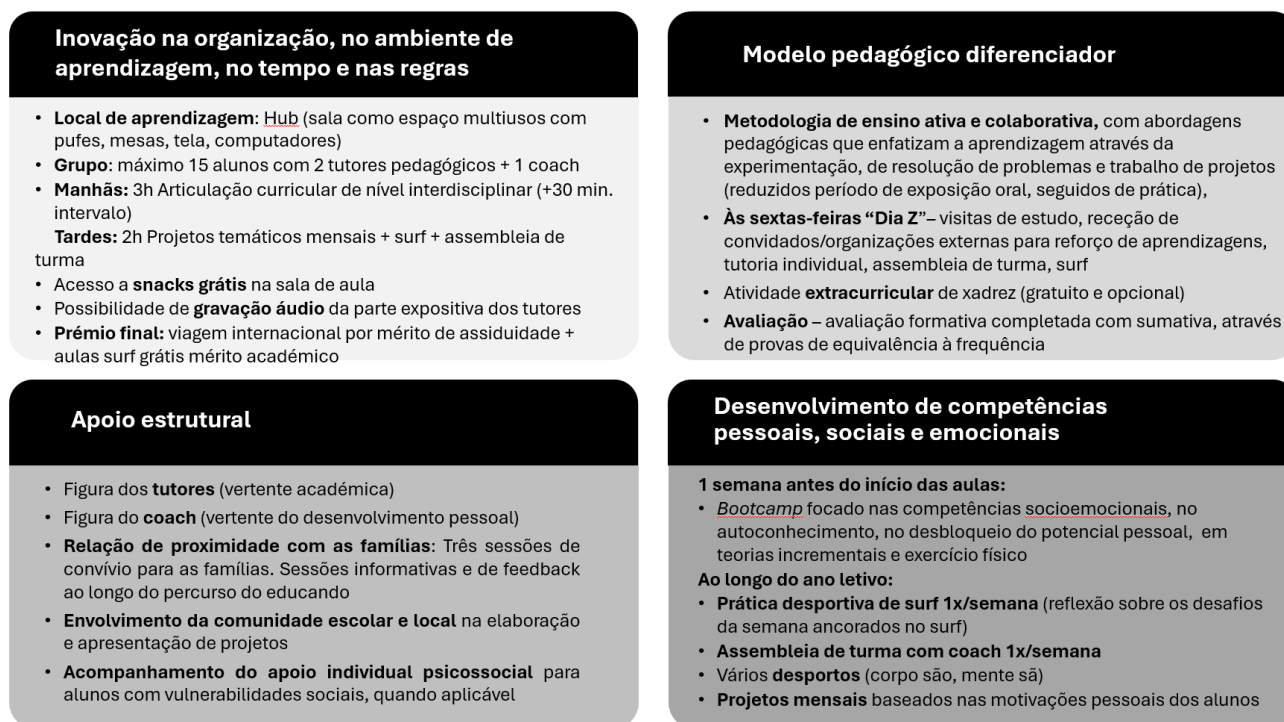 Inovação na organização, no ambiente de
aprendizagem, no tempo e nas regras
• Local de aprendizagem: Hub (sala como espaço multiusos com
pufes, mesas, tela, computadores)
• Grupo: máximo 15 alunos com 2 tutores pedagógicos + 1 coach
• Manhãs: 3h Articulação curricular de nível interdisciplinar (+30 min.
intervalo)
Tardes: 2h Projetos temáticos mensais + surf + assembleia de
turma
• Acesso a snacks grátis na sala de aula
• Possibilidade de gravação áudio da parte expositiva dos tutores
• Prémio final: viagem internacional por mérito de assiduidade +
aulas surf grátis mérito académico
Modelo pedagógico diferenciador
• Metodologia de ensino ativa e colaborativa, com abordagens
pedagógicas que enfatizam a aprendizagem através da
experimentação, de resolução de problemas e trabalho de projetos
(reduzidos período de exposição oral, seguidos de prática),
• Às sextas-feiras “Dia Z”– visitas de estudo, receção de
convidados/organizações externas para reforço de aprendizagens,
tutoria individual, assembleia de turma, surf
• Atividade extracurricular de xadrez (gratuito e opcional)
• Avaliação – avaliação formativa completada com sumativa, através
de provas de equivalência à frequência
Apoio estrutural
• Figura dos tutores (vertente académica)
• Figura do coach (vertente do desenvolvimento pessoal)
• Relação de proximidade com as famílias: Três sessões de
convívio para as famílias. Sessões informativas e de feedback
ao longo do percurso do educando
• Envolvimento da comunidade escolar e local na elaboração
e apresentação de projetos
• Acompanhamento do apoio individual psicossocial para
alunos com vulnerabilidades sociais, quando aplicável
Desenvolvimento de competências
pessoais, sociais e emocionais
1 semana antes do início das aulas:
• Bootcamp focado nas competências socioemocionais, no
autoconhecimento, no desbloqueio do potencial pessoal, em
teorias incrementais e exercício físico
Ao longo do ano letivo:
• Prática desportiva de surf 1x/semana (reflexão sobre os desafios
da semana ancorados no surf)
• Assembleia de turma com coach 1x/semana
• Vários desportos (corpo são, mente sã)
• Projetos mensais baseados nas motivações pessoais dos alunos